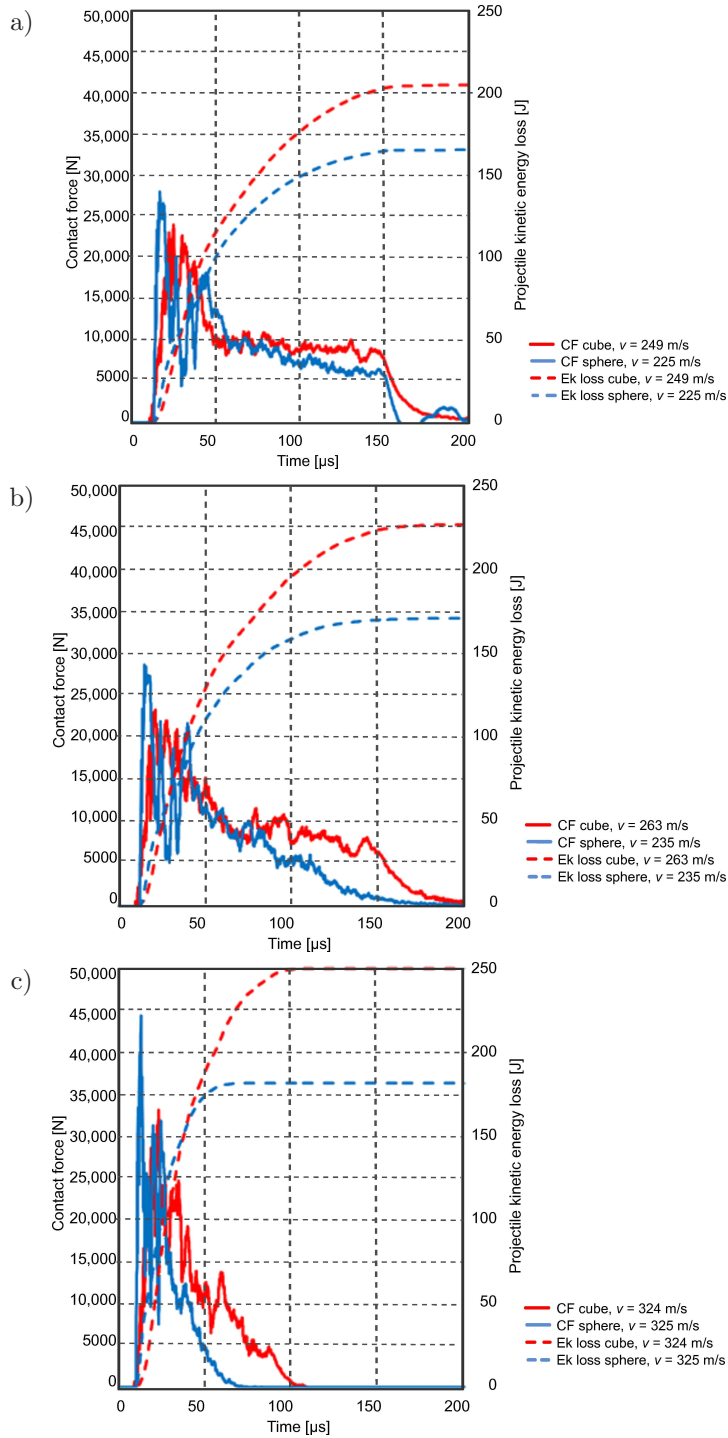 a)
50,000
45,000
40,000
35,000
30,000
25,000
20,000
15,000
10,000
5000
0
Contact force [N]
250
200
150
100
50
0
Projectile kinetic energy loss [J]
0 50 100 150 200
Time [µs]
CF cube, v = 249 m/s
CF sphere, v = 225 m/s
Ek loss cube, v = 249 m/s
Ek loss sphere, v = 225 m/s
b)
50,000
45,000
40,000
35,000
30,000
25,000
20,000
15,000
10,000
5000
0
Contact force [N]
250
200
150
100
50
0
Projectile kinetic energy loss [J]
0 50 100 150 200
Time [µs]
CF cube, v = 263 m/s
CF sphere, v = 235 m/s
Ek loss cube, v = 263 m/s
Ek loss sphere, v = 235 m/s
c)
50,000
45,000
40,000
35,000
30,000
25,000
20,000
15,000
10,000
5000
0
Contact force [N]
250
200
150
100
50
0
Projectile kinetic energy loss [J]
0 50 100 150 200
Time [µs]
CF cube, v = 324 m/s
CF sphere, v = 325 m/s
Ek loss cube, v = 324 m/s
Ek loss sphere, v = 325 m/s